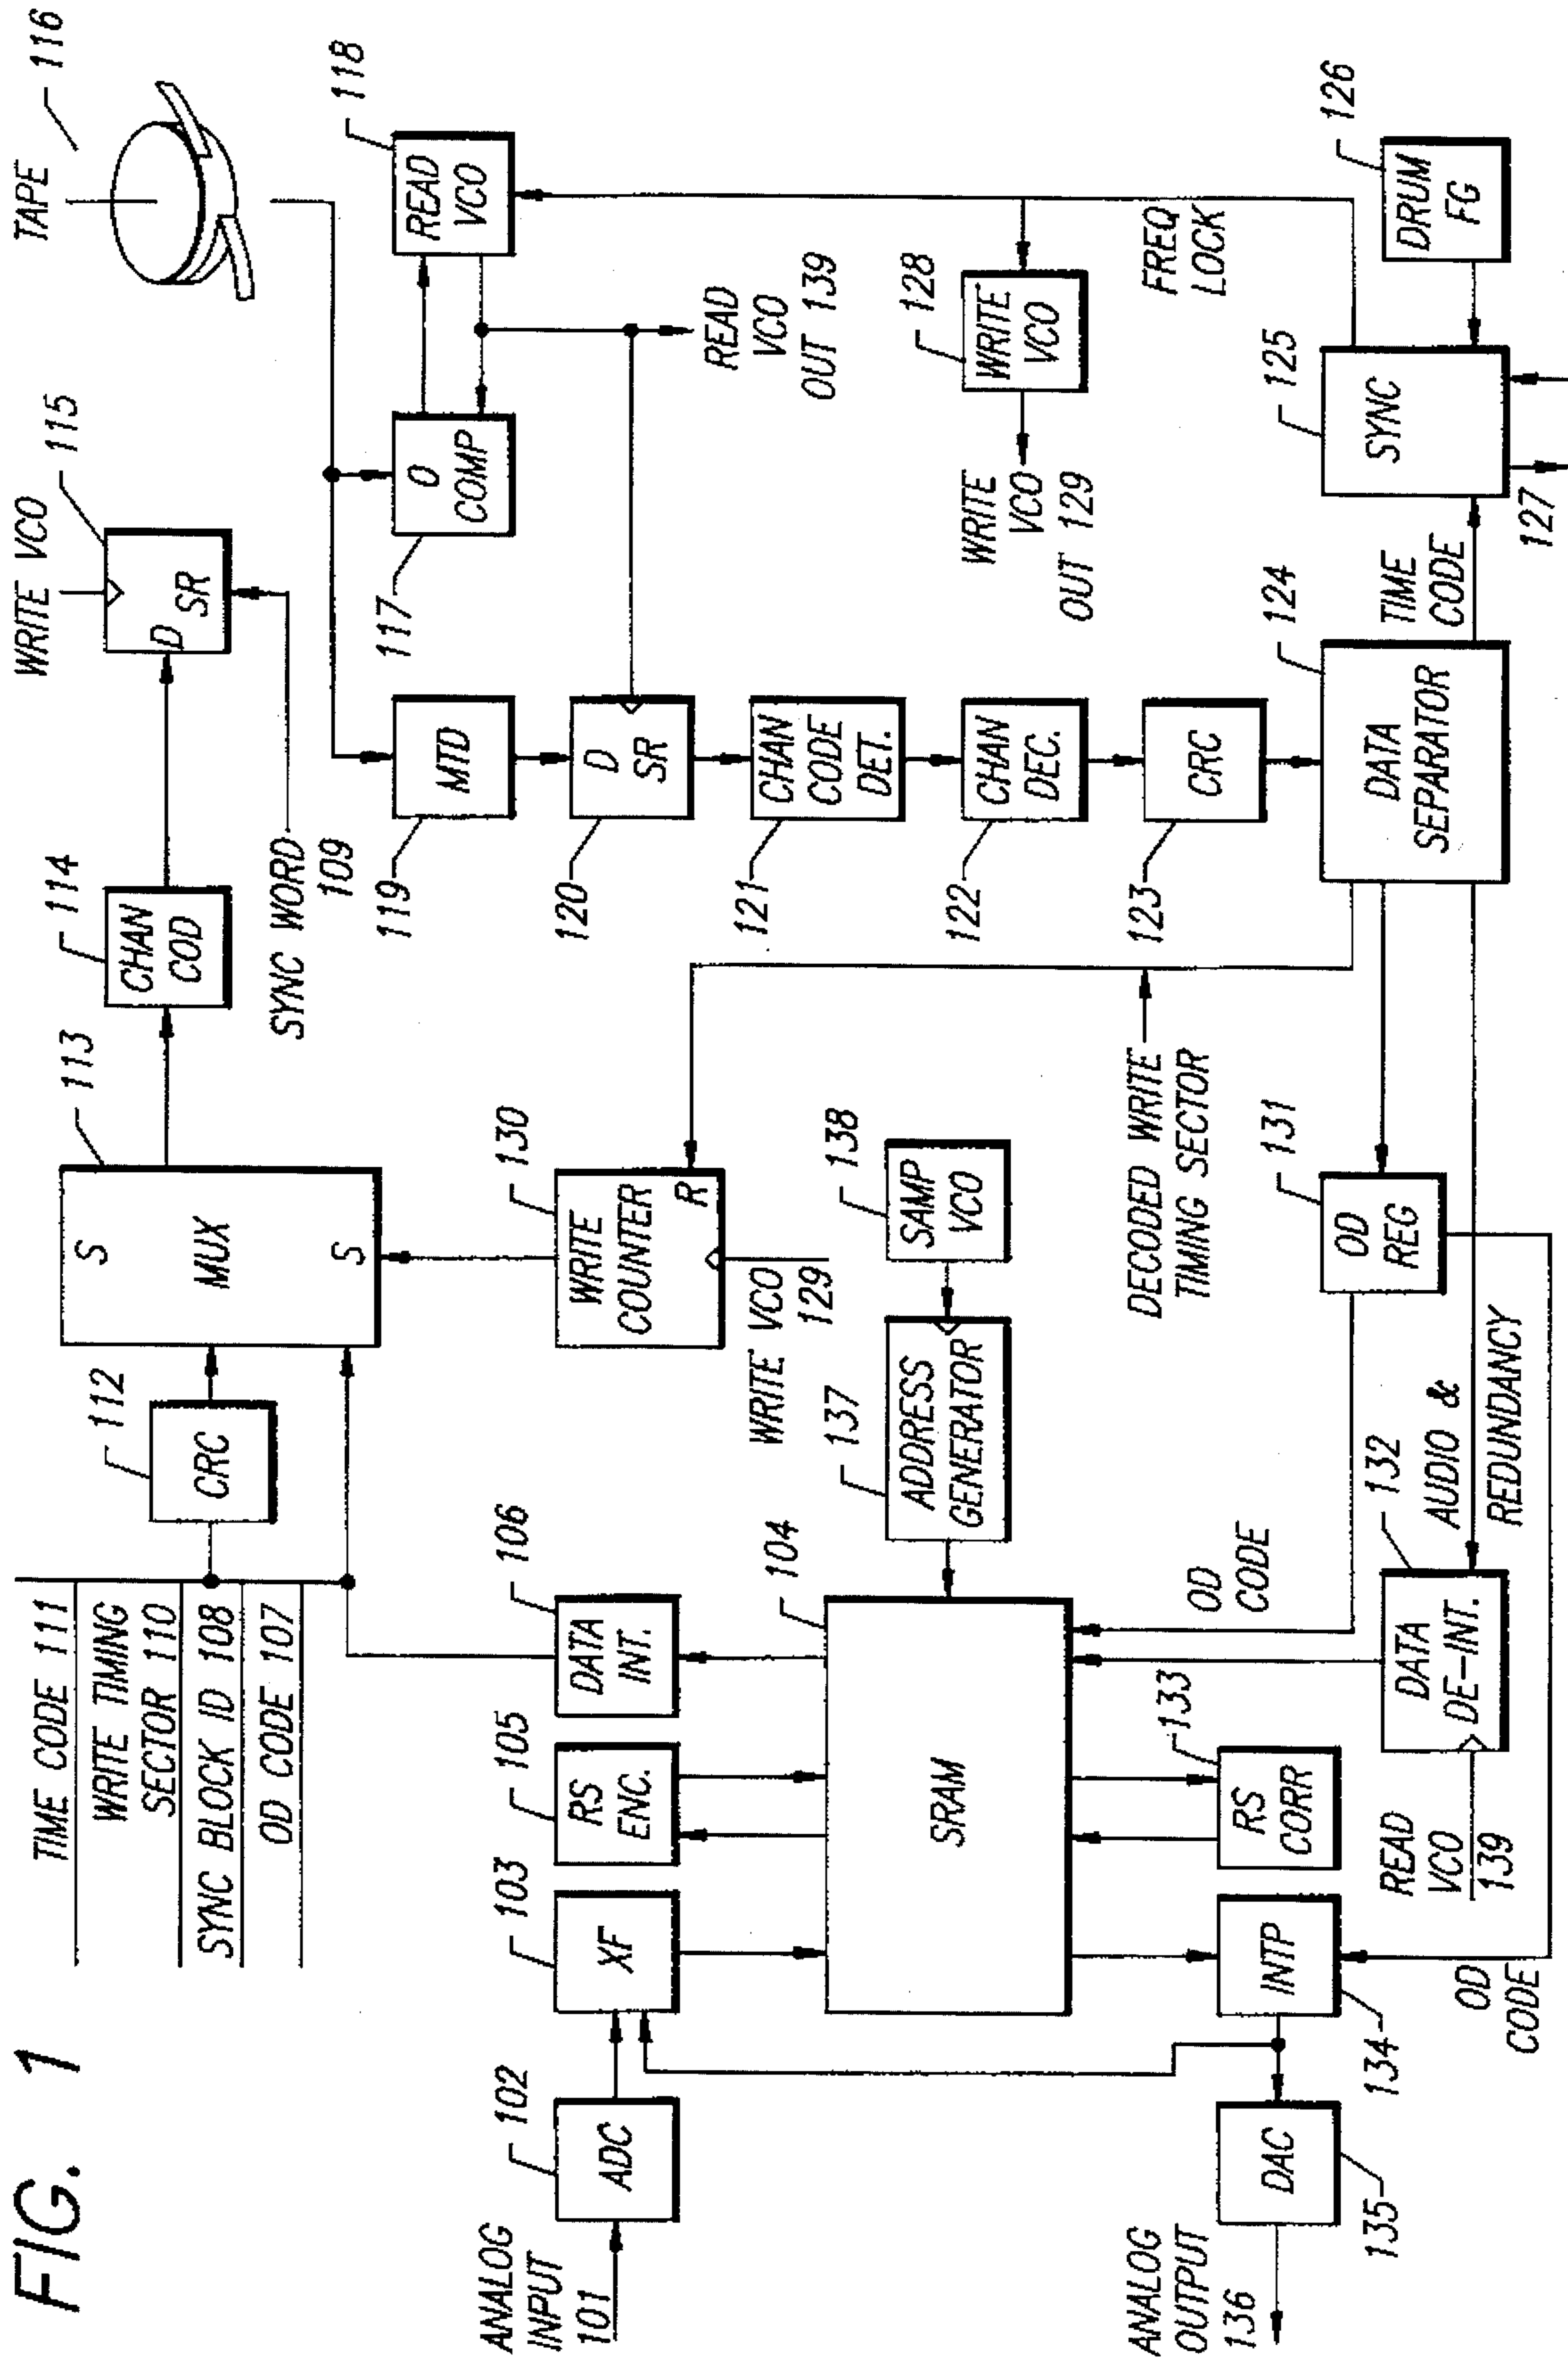 FIG. 1
TIME CODE 111
WRITE TIMING
SECTOR 110
SYNC BLOCK ID 108
OD CODE 107
112
CRC
113
S
MUX
S
114
CHAN
COD
WRITE VCO
115
D
SR
SYNC WORD
109
TAPE
116
ANALOG
INPUT
101
102
ADC
103
XF
105
RS
ENC.
106
DATA
INT.
104
SRAM
130
WRITE
COUNTER
R
WRITE VCO
129
137
ADDRESS
GENERATOR
138
SAMP
VCO
119
MTD
120
D
SR
121
CHAN
CODE
DET.
122
CHAN
DEC.
123
CRC
117
O
COMP
118
READ
VCO
READ
VCO
OUT 139
128
WRITE
VCO
WRITE
VCO
OUT 129
FREQ
LOCK
DECODED WRITE
TIMING SECTOR
124
DATA
SEPARATOR
TIME
CODE
125
SYNC
126
DRUM
FG
127
131
OD
REG
OD
CODE
132
DATA
DE-INT.
AUDIO &
REDUNDANCY
READ
VCO
139
133
RS
CORR
134
INTP
OD
CODE
135
DAC
ANALOG
OUTPUT
136